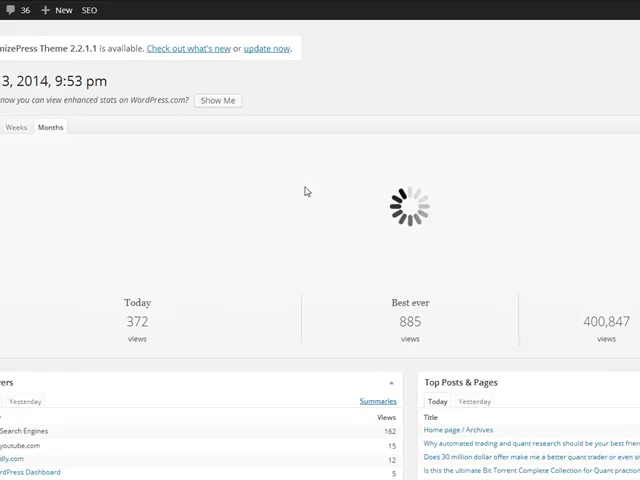 36 New SEO
mizePress Theme 2.2.1.1 is available. Check out what's new or update now.
3, 2014, 9:53 pm
now you can view enhanced stats on WordPress.com? Show Me
Weeks Months
Today Best ever
372 885 400,847
views views views
rers Top Posts & Pages
Yesterday Summaries Today Yesterday
Views Title
Search Engines 162 Home page / Archives
youtube.com 15 Why automated trading and quant research should be your best frien
dly.com 12 Does 30 million dollar offer make me a better quant trader or even s
rdPress Dashboard 5 Is this the ultimate Bit Torrent Complete Collection for Quant praction